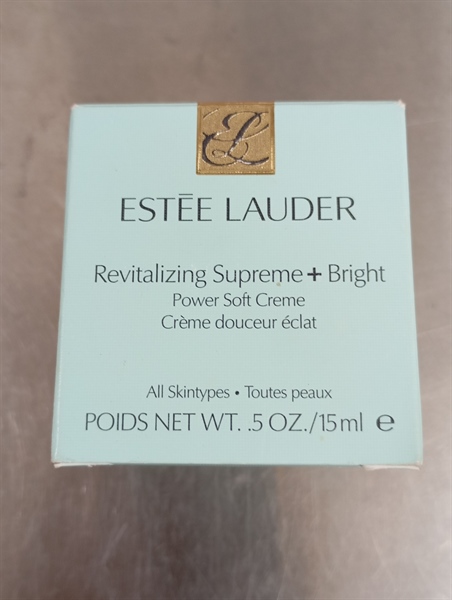 EL
ESTĒE LAUDER
Revitalizing Supreme+ Bright
Power Soft Creme
Crème douceur éclat
All Skintypes • Toutes peaux
POIDS NET WT. .5 OZ./15ml ℮